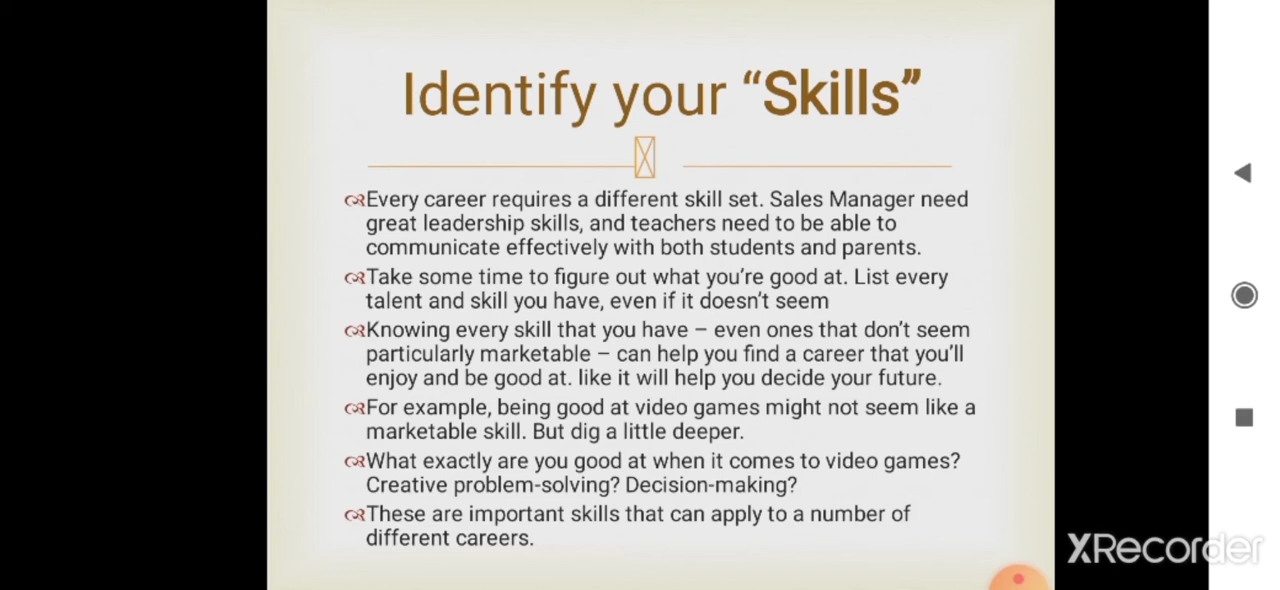 Identify your “Skills”
Every career requires a different skill set. Sales Manager need
great leadership skills, and teachers need to be able to
communicate effectively with both students and parents.
Take some time to figure out what you’re good at. List every
talent and skill you have, even if it doesn’t seem
Knowing every skill that you have – even ones that don’t seem
particularly marketable – can help you find a career that you’ll
enjoy and be good at. like it will help you decide your future.
For example, being good at video games might not seem like a
marketable skill. But dig a little deeper.
What exactly are you good at when it comes to video games?
Creative problem-solving? Decision-making?
These are important skills that can apply to a number of
different careers.
XRecorder